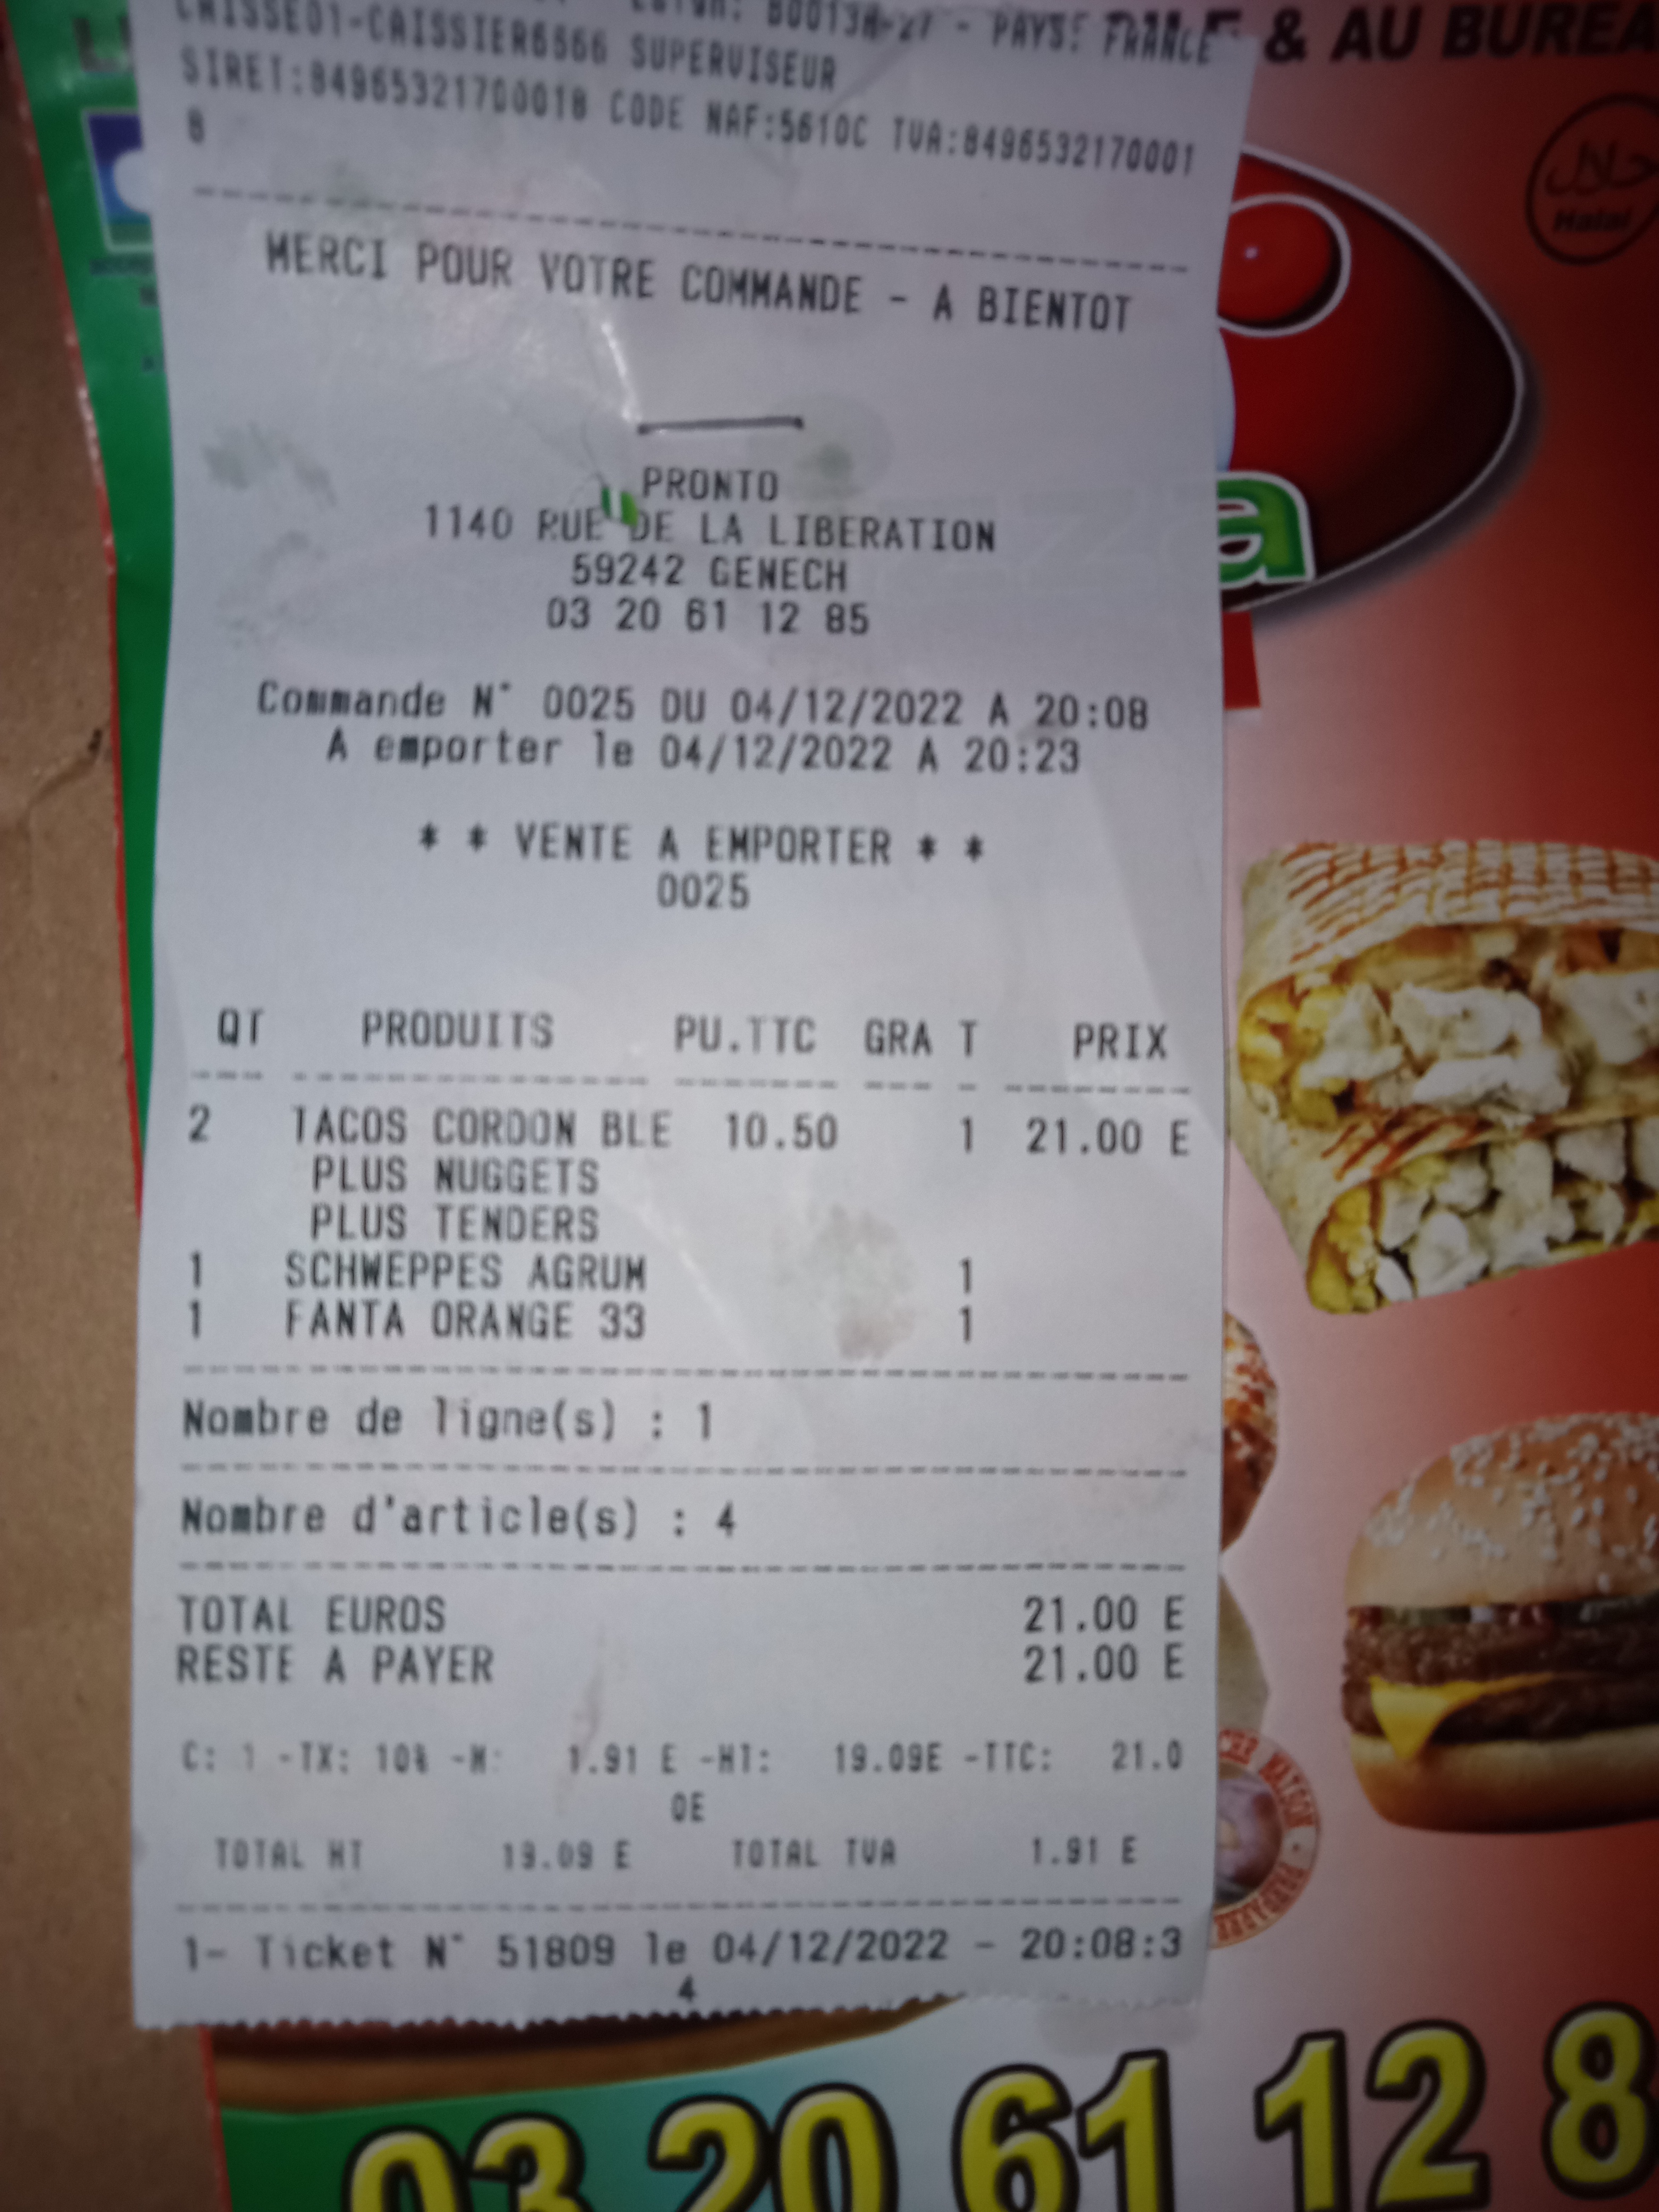 & AU BUREA
PAYS: FRANCE
CAISSE01-CAISSIER6666 SUPERVISEUR
SIRET:84965321700018 CODE NAF:5610C TVA:8496532170001
8
حلال
Halal
MERCI POUR VOTRE COMMANDE - A BIENTOT
PRONTO
1140 RUE DE LA LIBERATION
59242 GENECH
03 20 61 12 85
a
Commande N° 0025 DU 04/12/2022 A 20:08
A emporter le 04/12/2022 A 20:23
* * VENTE A EMPORTER * *
0025
QT PRODUITS PU.TTC GRA T PRIX
2 TACOS CORDON BLE 10.50 1 21.00 E
PLUS NUGGETS
PLUS TENDERS
1 SCHWEPPES AGRUM 1
1 FANTA ORANGE 33 1
Nombre de ligne(s) : 1
Nombre d'article(s) : 4
TOTAL EUROS 21.00 E
RESTE A PAYER 21.00 E
C: 1 -TX: 10% -M: 1.91 E -HT: 19.09E -TTC: 21.0
0E
TOTAL HT 19.09 E TOTAL TVA 1.91 E
1- Ticket N° 51809 le 04/12/2022 - 20:08:3
4
03 20 61 12 8